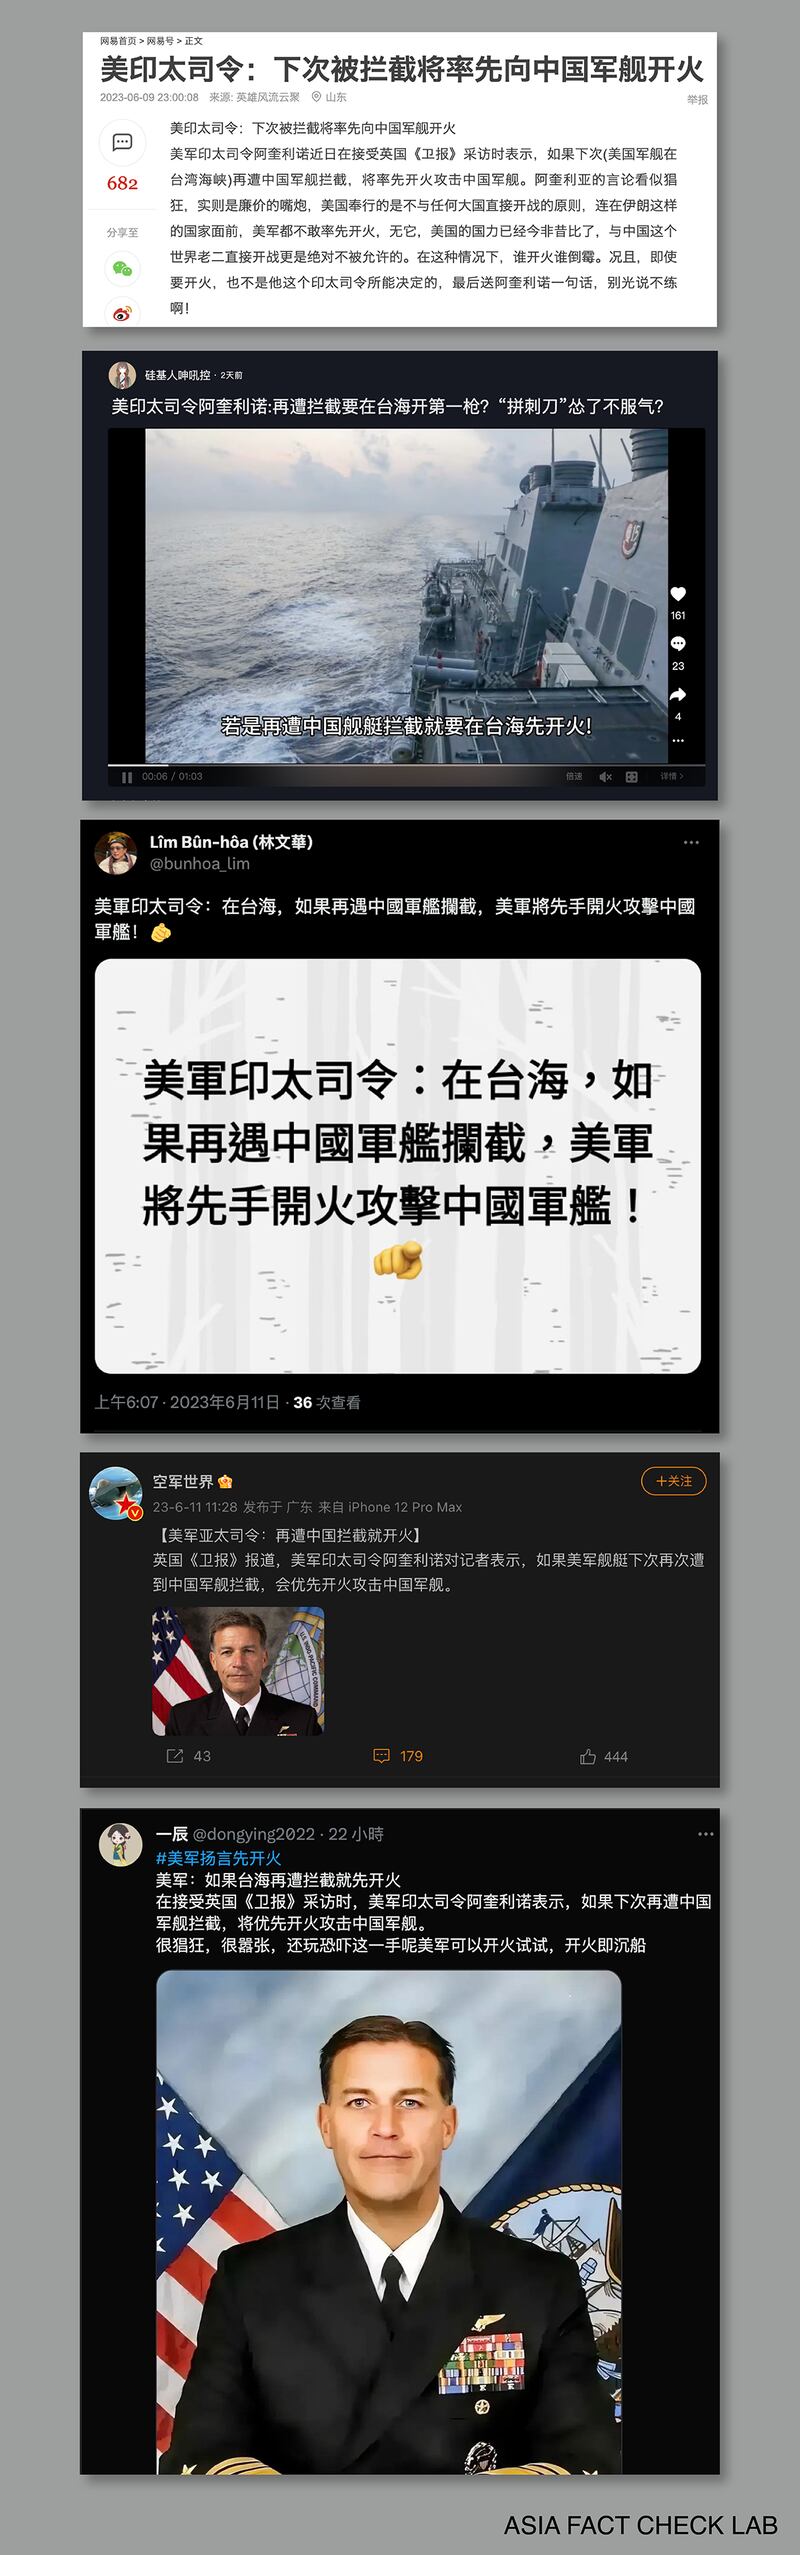 网易首页 > 网易号 > 正文
美印太司令：下次被拦截将率先向中国军舰开火
2023-06-09 23:00:08 来源: 英雄风流云聚 山东
举报
682
分享至
美印太司令：下次被拦截将率先向中国军舰开火
美军印太司令阿奎利诺近日在接受英国《卫报》采访时表示，如果下次(美国军舰在
台湾海峡)再遭中国军舰拦截，将率先开火攻击中国军舰。阿奎利亚的言论看似猖
狂，实则是廉价的嘴炮，美国奉行的是不与任何大国直接开战的原则，连在伊朗这样
的国家面前，美军都不敢率先开火，无它，美国的国力已经今非昔比了，与中国这个
世界老二直接开战更是绝对不被允许的。在这种情况下，谁开火谁倒霉。况且，即使
要开火，也不是他这个印太司令所能决定的，最后送阿奎利诺一句话，别光说不练
啊！
硅基人呻吼控 · 2天前
美印太司令阿奎利诺:再遭拦截要在台海开第一枪？“拼刺刀”怂了不服气？
15
161
23
4
若是再遭中国舰艇拦截就要在台海先开火!
00:06 / 01:03 倍速 详情 >
Lîm Bûn-hôa (林文華)
@bunhoa_lim
美軍印太司令：在台海，如果再遇中國軍艦攔截，美軍將先手開火攻擊中國
軍艦！🫵
美軍印太司令：在台海，如
果再遇中國軍艦攔截，美軍
將先手開火攻擊中國軍艦！
🫵
上午6:07 · 2023年6月11日 · 36 次查看
空军世界
+关注
23-6-11 11:28 发布于 广东 来自 iPhone 12 Pro Max
【美军亚太司令：再遭中国拦截就开火】
英国《卫报》报道，美军印太司令阿奎利诺对记者表示，如果美军舰艇下次再次遭
到中国军舰拦截，会优先开火攻击中国军舰。
43 179 444
一辰 @dongying2022 · 22 小時
#美军扬言先开火
美军：如果台海再遭拦截就先开火
在接受英国《卫报》采访时，美军印太司令阿奎利诺表示，如果下次再遭中国
军舰拦截，将优先开火攻击中国军舰。
很猖狂，很嚣张，还玩恐吓这一手呢美军可以开火试试，开火即沉船
ASIA FACT CHECK LAB